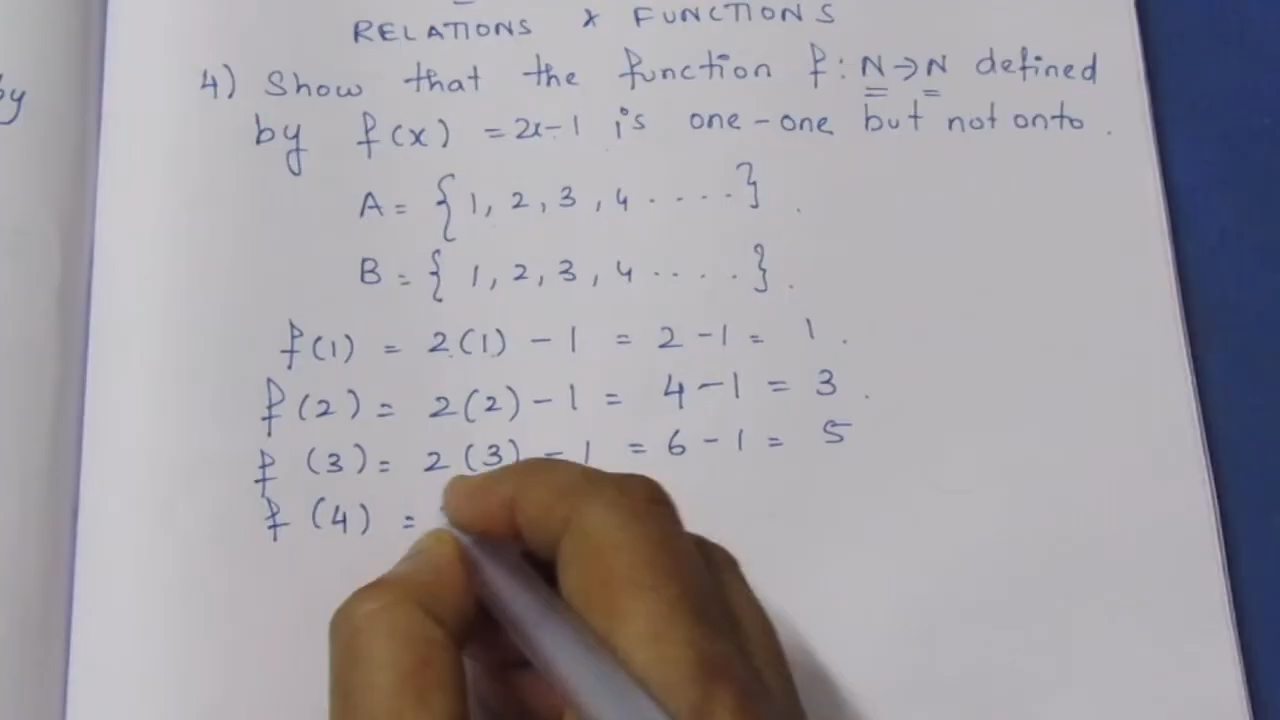 RELATIONS & FUNCTIONS
4) Show that the function f: N→N defined
by f(x) = 2x-1 is one-one but not onto.
A = {1, 2, 3, 4 .....}.
B = {1, 2, 3, 4 .....}.
f(1) = 2(1) - 1 = 2 - 1 = 1.
f(2) = 2(2) - 1 = 4 - 1 = 3.
f(3) = 2(3) - 1 = 6 - 1 = 5
f(4) =